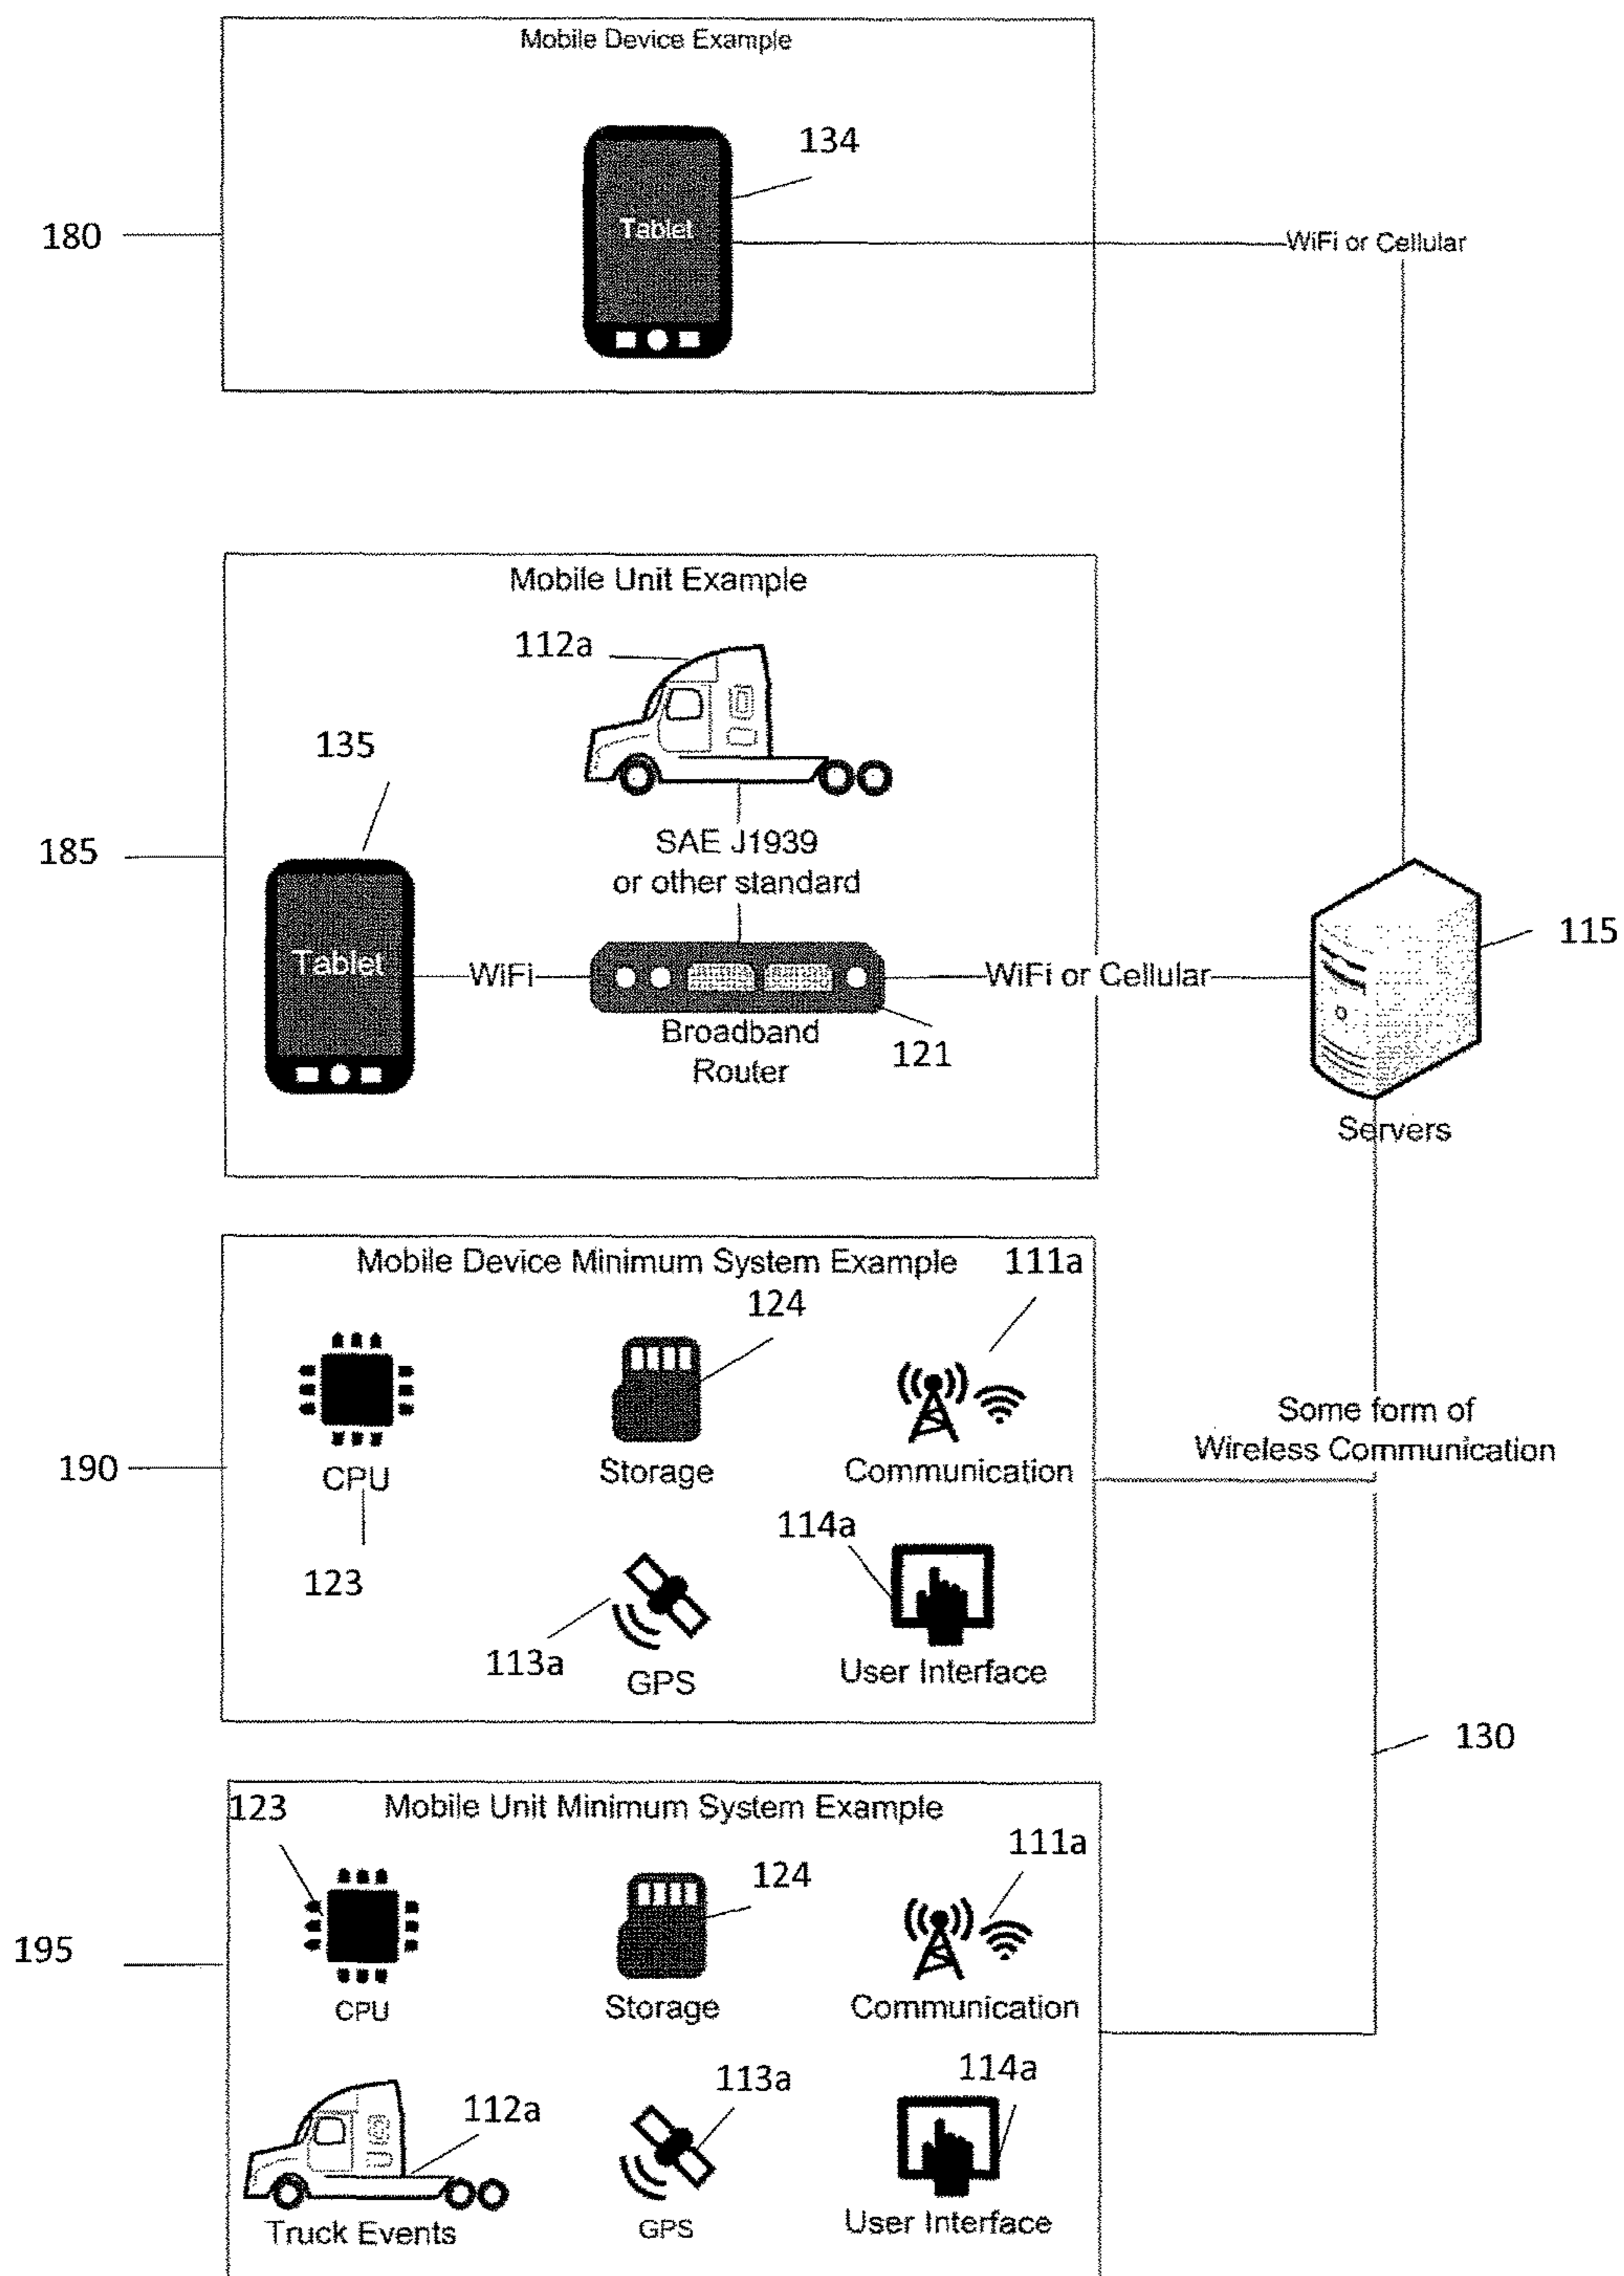 Mobile Device Example
134
Tablet
180
WiFi or Cellular
Mobile Unit Example
112a
135
SAE J1939
or other standard
185
115
Tablet
WiFi
WiFi or Cellular
Broadband
Router
121
Servers
Mobile Device Minimum System Example
111a
124
Some form of
Wireless Communication
190
CPU
Storage
Communication
114a
123
113a
GPS
User Interface
130
123
Mobile Unit Minimum System Example
111a
124
195
CPU
Storage
Communication
112a
113a
114a
Truck Events
GPS
User Interface